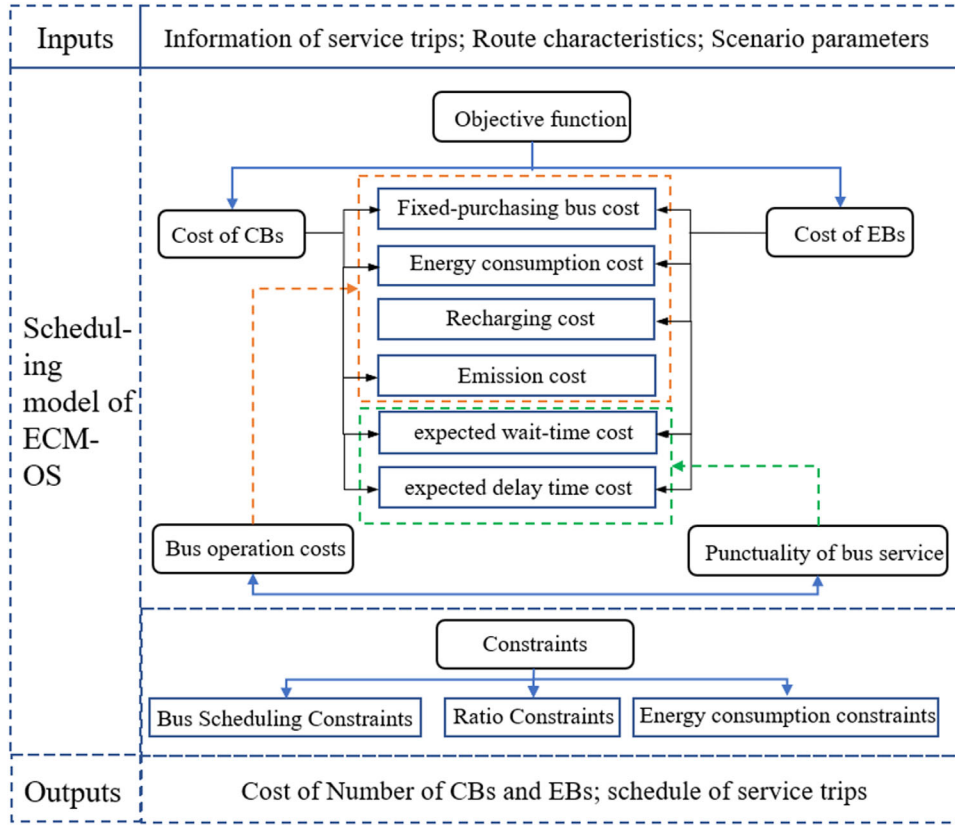 Inputs
Information of service trips; Route characteristics; Scenario parameters
Objective function
Fixed-purchasing bus cost
Cost of CBs
Cost of EBs
Energy consumption cost
Recharging cost
Schedul-
ing
model of
ECM-
OS
Emission cost
expected wait-time cost
expected delay time cost
Bus operation costs
Punctuality of bus service
Constraints
Bus Scheduling Constraints
Ratio Constraints
Energy consumption constraints
Outputs
Cost of Number of CBs and EBs; schedule of service trips